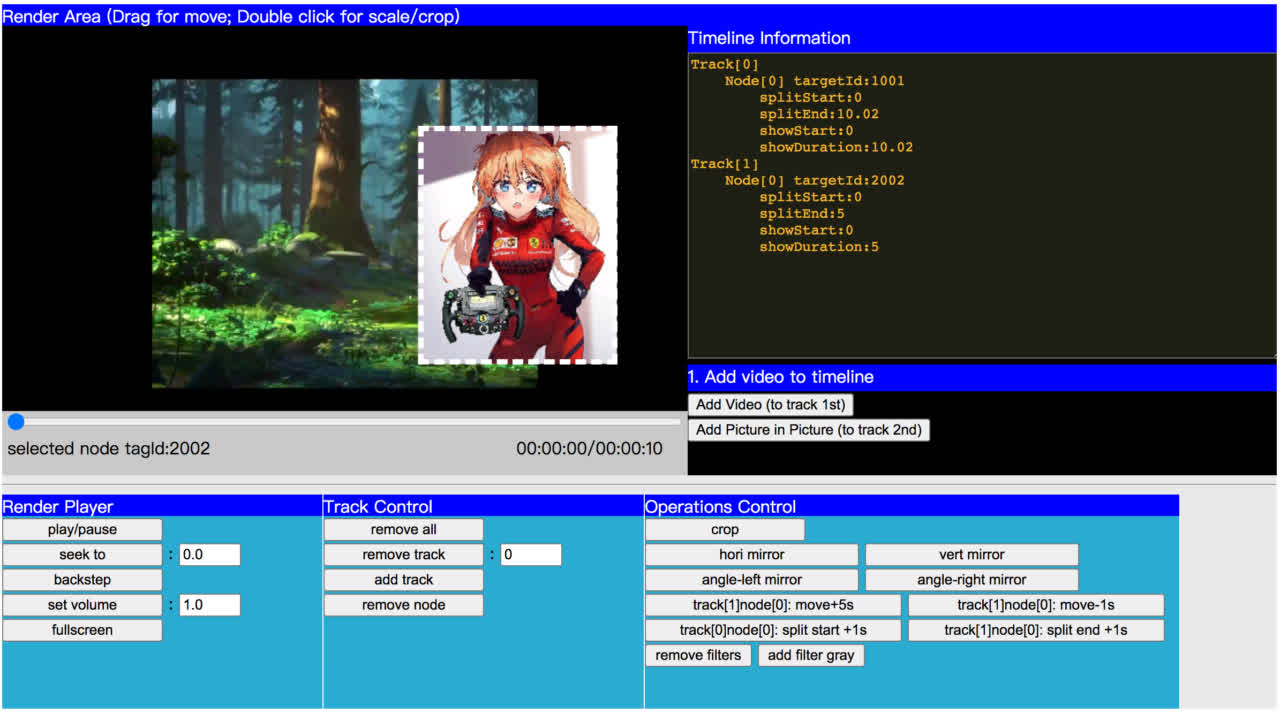 Render Area (Drag for move; Double click for scale/crop)
Timeline Information
Track[0]
Node[0] targetId:1001
splitStart:0
splitEnd:10.02
showStart:0
showDuration:10.02
Track[1]
Node[0] targetId:2002
splitStart:0
splitEnd:5
showStart:0
showDuration:5
1. Add video to timeline
Add Video (to track 1st)
Add Picture in Picture (to track 2nd)
selected node tagId:2002 00:00:00/00:00:10
Render Player
play/pause
seek to : 0.0
backstep
set volume : 1.0
fullscreen
Track Control
remove all
remove track : 0
add track
remove node
Operations Control
crop
hori mirror vert mirror
angle-left mirror angle-right mirror
track[1]node[0]: move+5s track[1]node[0]: move-1s
track[0]node[0]: split start +1s track[1]node[0]: split end +1s
remove filters add filter gray